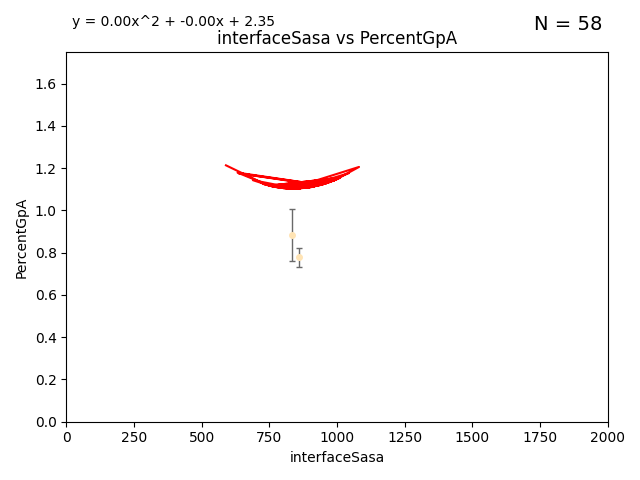 y = 0.00x^2 + -0.00x + 2.35
N = 58
interfaceSasa vs PercentGpA
PercentGpA
1.6
1.4
1.2
1.0
0.8
0.6
0.4
0.2
0.0
0 250 500 750 1000 1250 1500 1750 2000
interfaceSasa